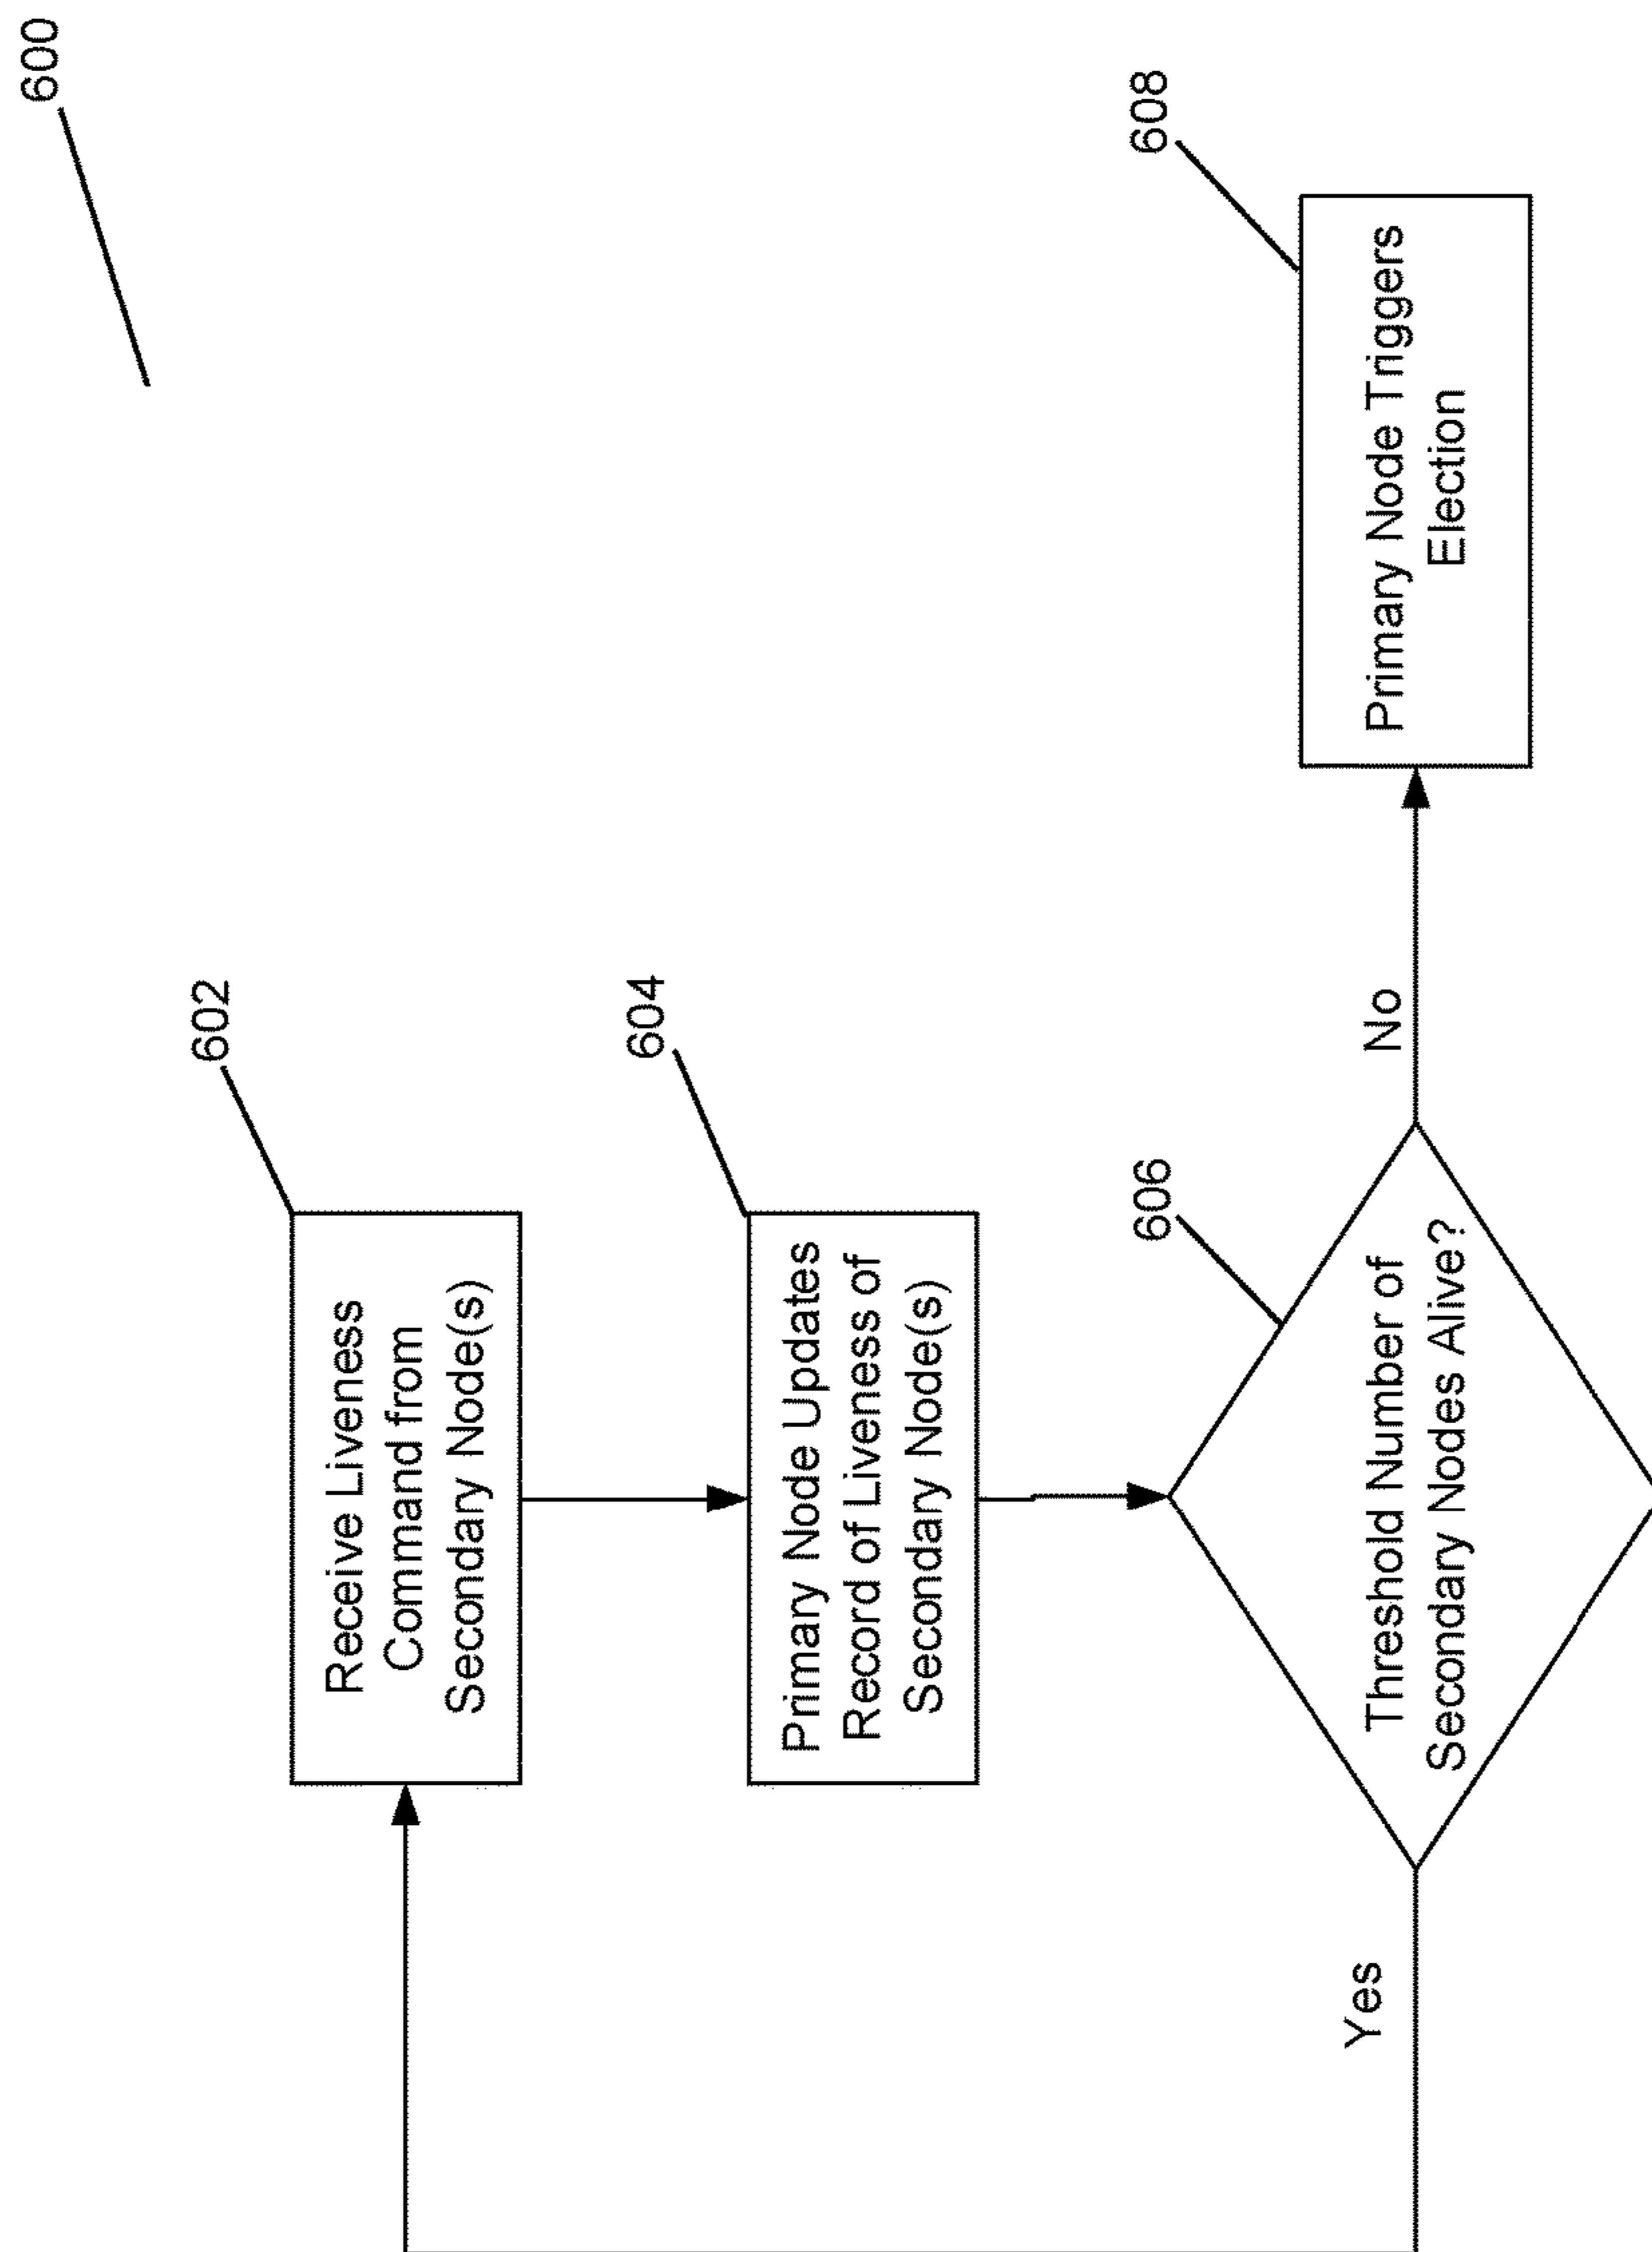 600
602
Receive Liveness
Command from
Secondary Node(s)
604
Primary Node Updates
Record of Liveness of
Secondary Node(s)
606
Threshold Number of
Secondary Nodes Alive?
Yes
No
608
Primary Node Triggers
Election